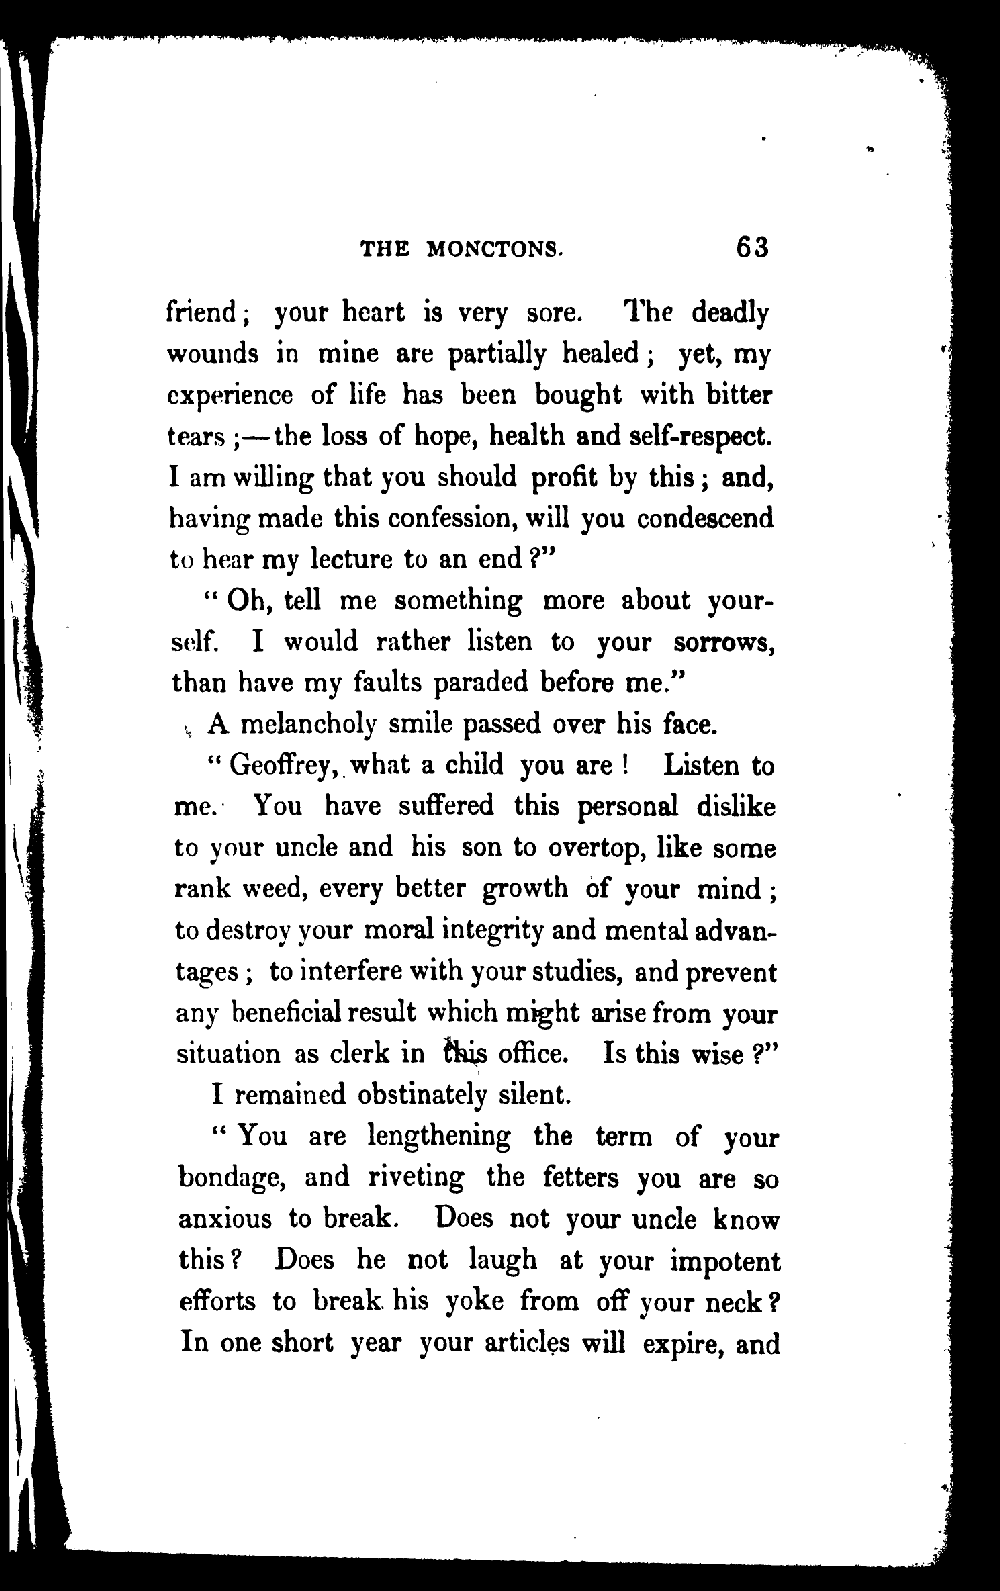 THE MONCTONS. 63
friend; your heart is very sore. The deadly
wounds in mine are partially healed; yet, my
experience of life has been bought with bitter
tears;—the loss of hope, health and self-respect.
I am willing that you should profit by this; and,
having made this confession, will you condescend
to hear my lecture to an end?”
“Oh, tell me something more about your-
self. I would rather listen to your sorrows,
than have my faults paraded before me.”
A melancholy smile passed over his face.
“Geoffrey, what a child you are! Listen to
me. You have suffered this personal dislike
to your uncle and his son to overtop, like some
rank weed, every better growth of your mind;
to destroy your moral integrity and mental advan-
tages; to interfere with your studies, and prevent
any beneficial result which might arise from your
situation as clerk in this office. Is this wise?”
I remained obstinately silent.
“You are lengthening the term of your
bondage, and riveting the fetters you are so
anxious to break. Does not your uncle know
this? Does he not laugh at your impotent
efforts to break his yoke from off your neck?
In one short year your articles will expire, and